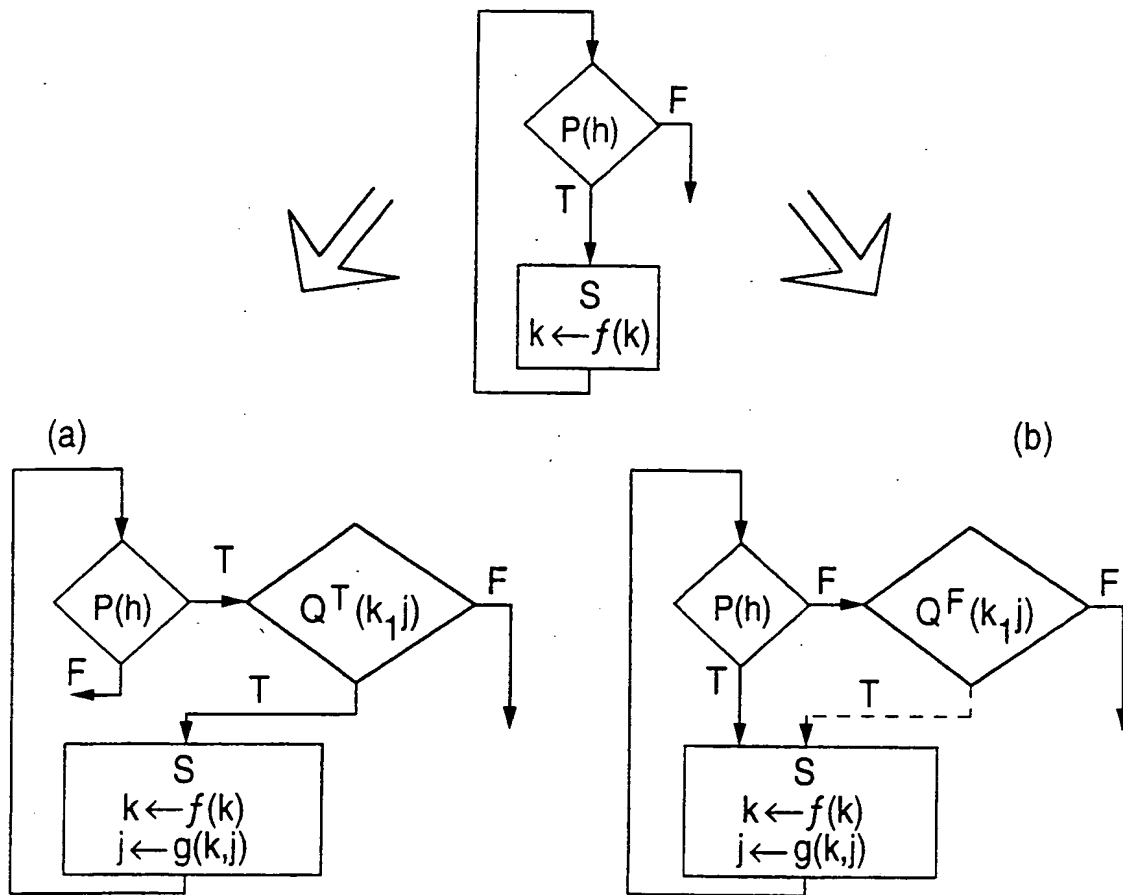 P(h)
F
T
S
k ← f(k)
(a)
P(h)
T
Q^T(k₁j)
F
F
T
S
k ← f(k)
j ← g(k,j)
(b)
P(h)
F
Q^F(k₁j)
F
T
T
S
k ← f(k)
j ← g(k,j)